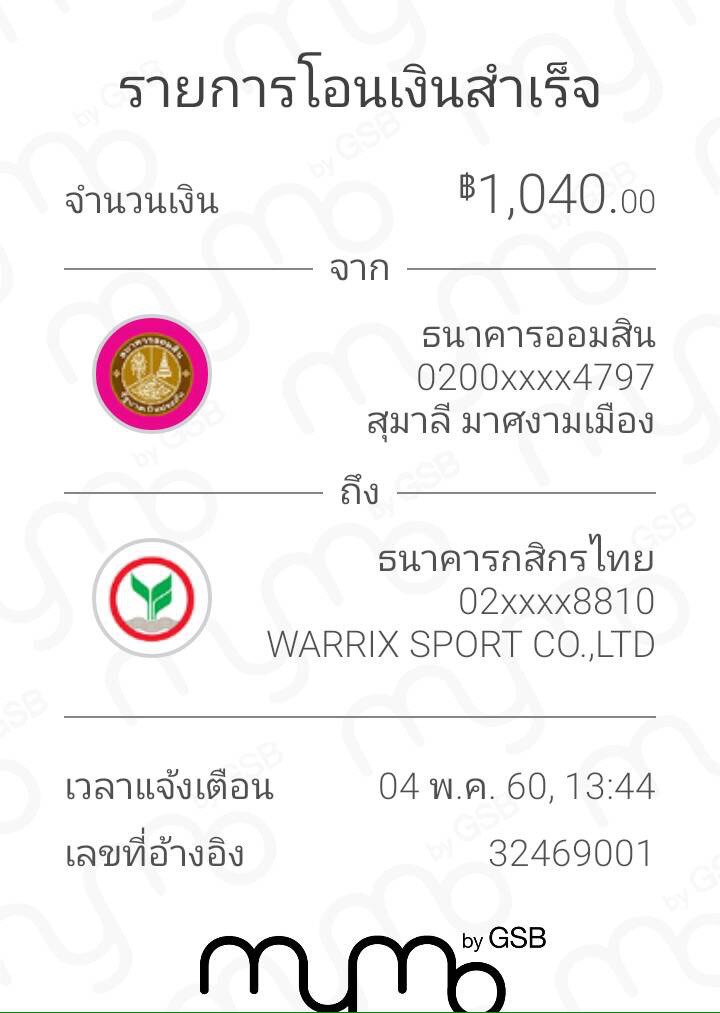 รายการโอนเงินสำเร็จ
จำนวนเงิน ฿1,040.00
จาก
ธนาคารออมสิน
0200xxxx4797
สุมาลี มาศงามเมือง
ถึง
ธนาคารกสิกรไทย
02xxxx8810
WARRIX SPORT CO.,LTD
เวลาแจ้งเตือน 04 พ.ค. 60, 13:44
เลขที่อ้างอิง 32469001
mymo by GSB